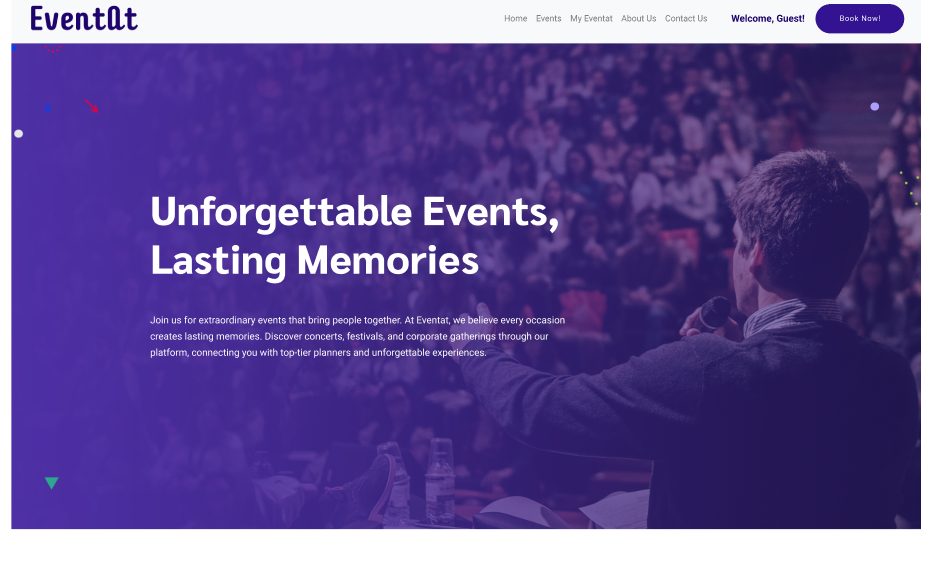 EventAt
Home Events My Eventat About Us Contact Us Welcome, Guest! Book Now!
Unforgettable Events,
Lasting Memories
Join us for extraordinary events that bring people together. At Eventat, we believe every occasion
creates lasting memories. Discover concerts, festivals, and corporate gatherings through our
platform, connecting you with top-tier planners and unforgettable experiences.